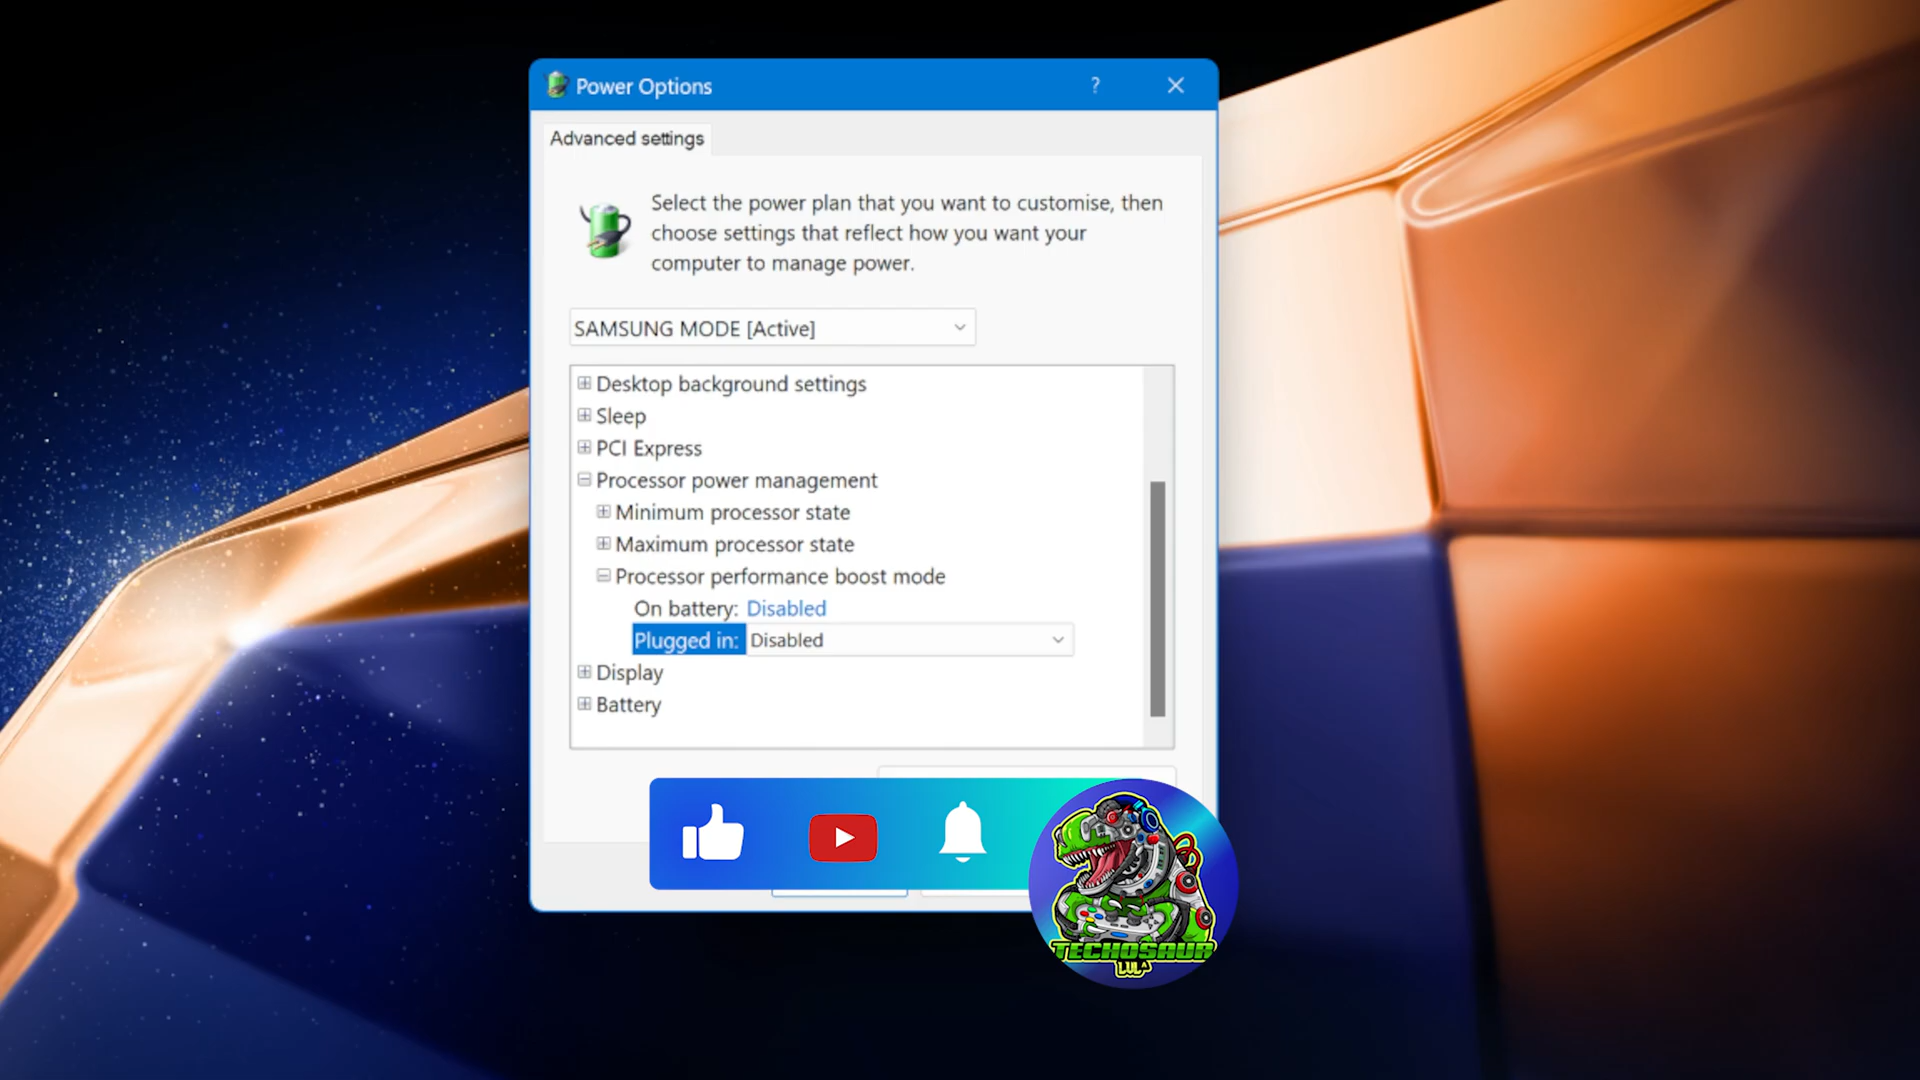 Power Options
?
Advanced settings
Select the power plan that you want to customise, then
choose settings that reflect how you want your
computer to manage power.
SAMSUNG MODE [Active]
Desktop background settings
Sleep
PCI Express
Processor power management
Minimum processor state
Maximum processor state
Processor performance boost mode
On battery: Disabled
Plugged in: Disabled
Display
Battery
TECHOSAUR
LULA